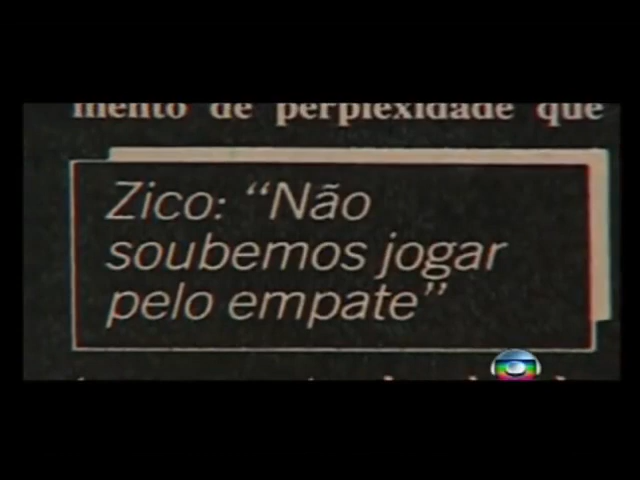 mento de perplexidade que
Zico: “Não
soubemos jogar
pelo empate”